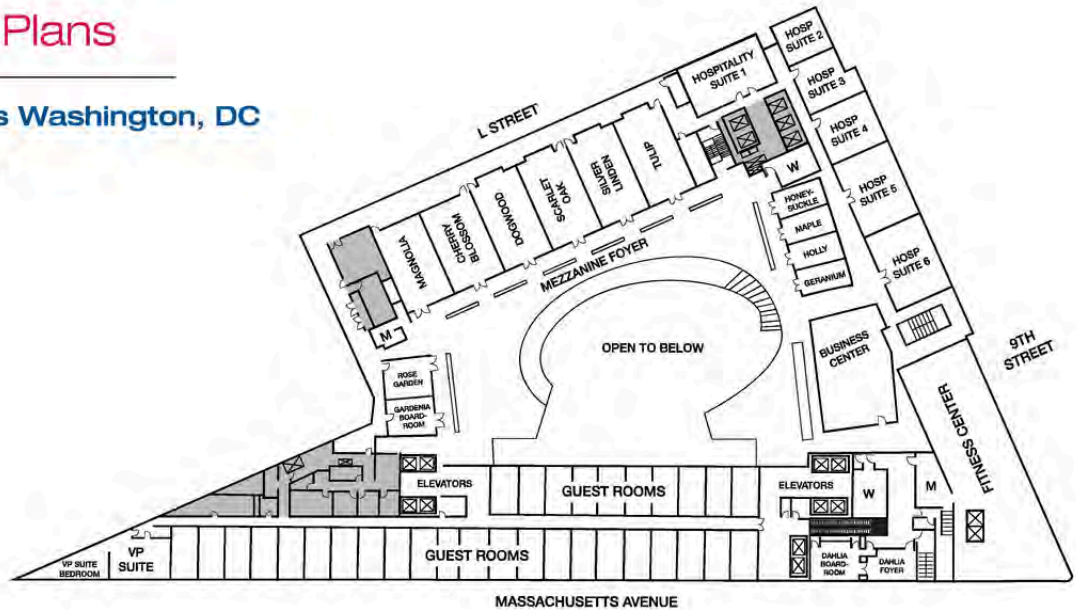 Plans
s Washington, DC
L STREET
HOSPITALITY
SUITE 1
HOSP
SUITE 2
HOSP
SUITE 3
HOSP
SUITE 4
HOSP
SUITE 5
HOSP
SUITE 6
TULIP
SILVER
LINDEN
SCARLET
OAK
DOGWOOD
CHERRY
BLOSSOM
MAGNOLIA
W
HONEY-
SUCKLE
MAPLE
HOLLY
GERANIUM
MEZZANINE FOYER
M
OPEN TO BELOW
BUSINESS
CENTER
9TH
STREET
ROSE
GARDEN
GARDENIA
BOARD-
ROOM
FITNESS CENTER
ELEVATORS
GUEST ROOMS
ELEVATORS
W
M
GUEST ROOMS
VP
SUITE
VP SUITE
BEDROOM
DAHLIA
BOARD-
ROOM
DAHLIA
FOYER
MASSACHUSETTS AVENUE